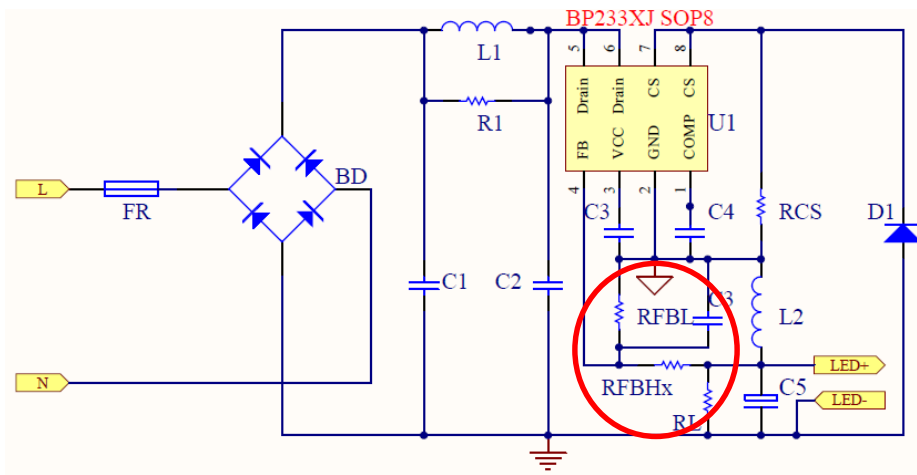 BP233XJ SOP8
5 6 7 8
L1
Drain Drain CS CS
R1
U1
FB VCC GND COMP
BD
4 3 2 1
L
FR
C3 C4 RCS D1
C1 C2
C3
RFBL L2
LED+
N
RFBHx C5
LED-
RL